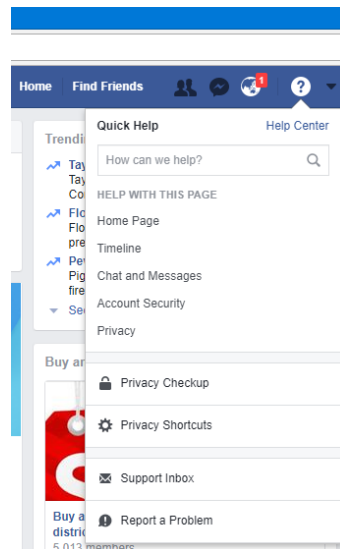 Home Find Friends 1 ?
Quick Help Help Center
How can we help?
HELP WITH THIS PAGE
Home Page
Timeline
Chat and Messages
Account Security
Privacy
Privacy Checkup
Privacy Shortcuts
Support Inbox
Report a Problem
Trendi
Tay
Tay
Co
Flo
Flo
pre
Pe
Pig
fire
Se
Buy an
Buy a
distric
5,013 members